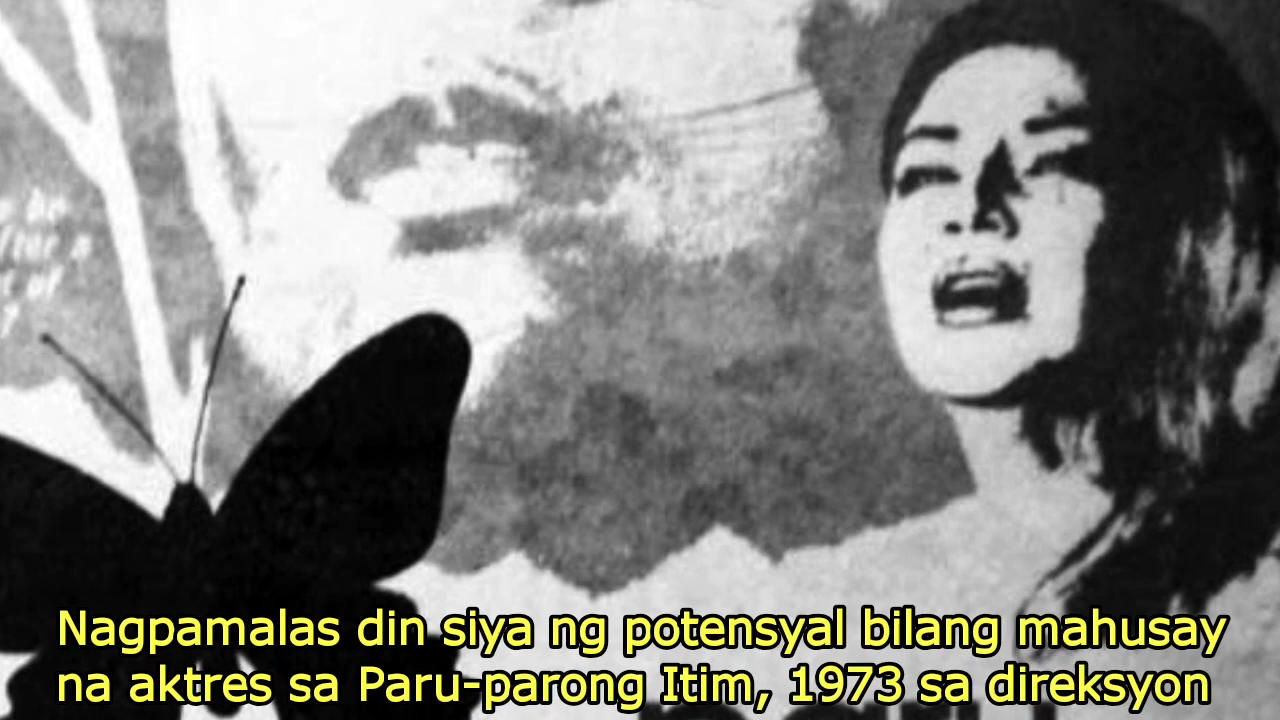 Nagpamalas din siya ng potensyal bilang mahusay
na aktres sa Paru-parong Itim, 1973 sa direksyon